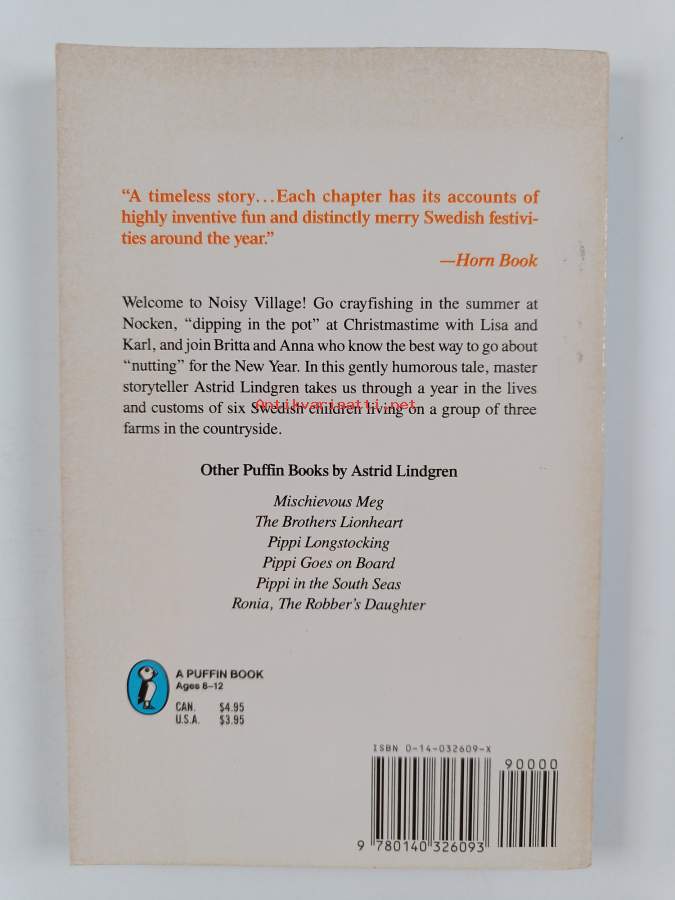 “A timeless story...Each chapter has its accounts of
highly inventive fun and distinctly merry Swedish festivi-
ties around the year.”
—Horn Book
Welcome to Noisy Village! Go crayfishing in the summer at
Nocken, “dipping in the pot” at Christmastime with Lisa and
Karl, and join Britta and Anna who know the best way to go about
“nutting” for the New Year. In this gently humorous tale, master
storyteller Astrid Lindgren takes us through a year in the lives
and customs of six Swedish children living on a group of three
Antikvariaatti.net
farms in the countryside.
Other Puffin Books by Astrid Lindgren
Mischievous Meg
The Brothers Lionheart
Pippi Longstocking
Pippi Goes on Board
Pippi in the South Seas
Ronia, The Robber’s Daughter
A PUFFIN BOOK
Ages 8–12
CAN. $4.95
U.S.A. $3.95
ISBN 0-14-032609-X
90000
9 780140 326093